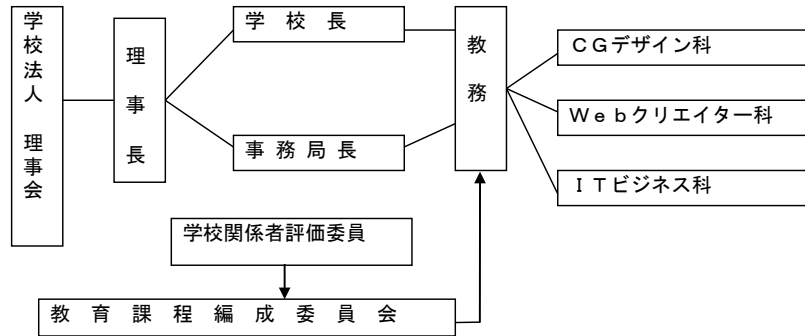 学校法人 理事会
理事長
学校長
事務局長
教務
CGデザイン科
Webクリエイター科
ITビジネス科
学校関係者評価委員
教育課程編成委員会